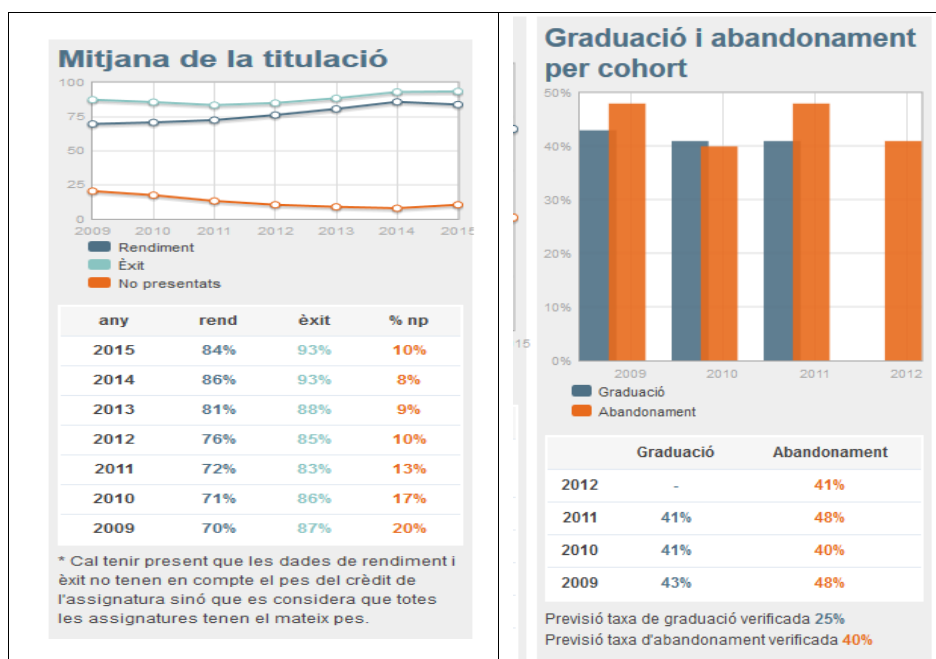 Mitjana de la titulació
100
75
50
25
0
2009 2010 2011 2012 2013 2014 2015
Rendiment
Èxit
No presentats
any rend èxit % np
2015 84% 93% 10%
2014 86% 93% 8%
2013 81% 88% 9%
2012 76% 85% 10%
2011 72% 83% 13%
2010 71% 86% 17%
2009 70% 87% 20%
* Cal tenir present que les dades de rendiment i
èxit no tenen en compte el pes del crèdit de
l'assignatura sinó que es considera que totes
les assignatures tenen el mateix pes.
15
Graduació i abandonament
per cohort
50%
40%
30%
20%
10%
0%
2009 2010 2011 2012
Graduació
Abandonament
Graduació Abandonament
2012 - 41%
2011 41% 48%
2010 41% 40%
2009 43% 48%
Previsió taxa de graduació verificada 25%
Previsió taxa d'abandonament verificada 40%